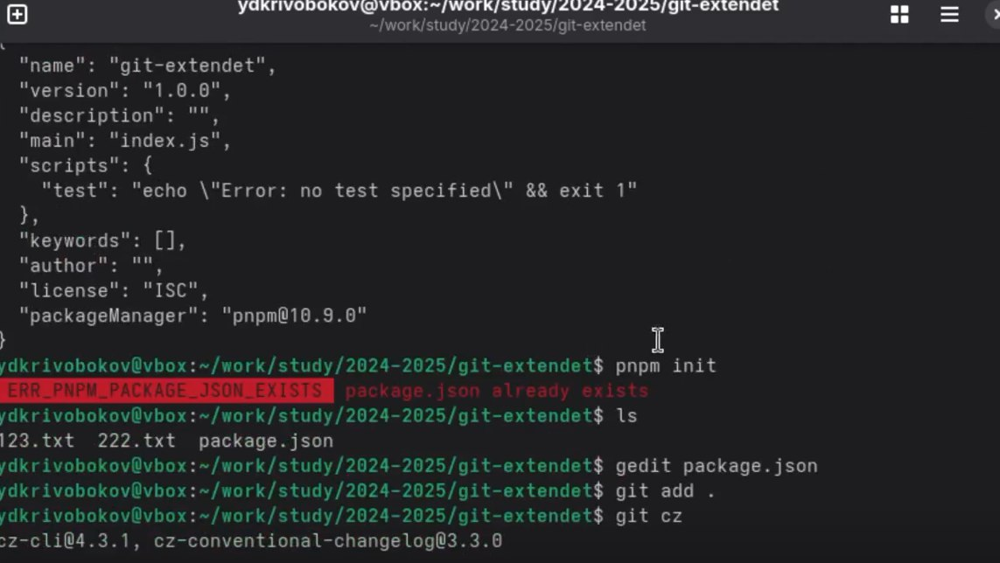 ydkrivobokov@vbox:~/work/study/2024-2025/git-extendet
~/work/study/2024-2025/git-extendet
{
"name": "git-extendet",
"version": "1.0.0",
"description": "",
"main": "index.js",
"scripts": {
"test": "echo \"Error: no test specified\" && exit 1"
},
"keywords": [],
"author": "",
"license": "ISC",
"packageManager": "pnpm@10.9.0"
}
ydkrivobokov@vbox:~/work/study/2024-2025/git-extendet$ pnpm init
ERR_PNPM_PACKAGE_JSON_EXISTS package.json already exists
ydkrivobokov@vbox:~/work/study/2024-2025/git-extendet$ ls
123.txt 222.txt package.json
ydkrivobokov@vbox:~/work/study/2024-2025/git-extendet$ gedit package.json
ydkrivobokov@vbox:~/work/study/2024-2025/git-extendet$ git add .
ydkrivobokov@vbox:~/work/study/2024-2025/git-extendet$ git cz
cz-cli@4.3.1, cz-conventional-changelog@3.3.0